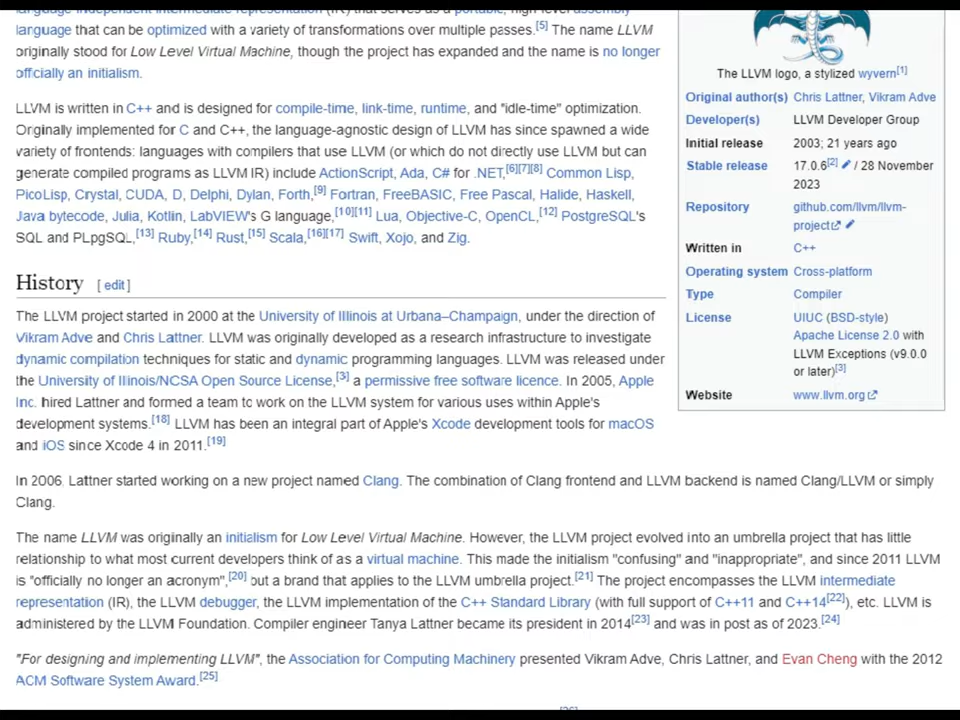 language-independent intermediate representation (IR) that serves as a portable, high-level assembly
language that can be optimized with a variety of transformations over multiple passes.[5] The name LLVM
originally stood for Low Level Virtual Machine, though the project has expanded and the name is no longer
officially an initialism.
LLVM is written in C++ and is designed for compile-time, link-time, runtime, and "idle-time" optimization.
Originally implemented for C and C++, the language-agnostic design of LLVM has since spawned a wide
variety of frontends: languages with compilers that use LLVM (or which do not directly use LLVM but can
generate compiled programs as LLVM IR) include ActionScript, Ada, C# for .NET,[6][7][8] Common Lisp,
PicoLisp, Crystal, CUDA, D, Delphi, Dylan, Forth,[9] Fortran, FreeBASIC, Free Pascal, Halide, Haskell,
Java bytecode, Julia, Kotlin, LabVIEW's G language,[10][11] Lua, Objective-C, OpenCL,[12] PostgreSQL's
SQL and PLpgSQL,[13] Ruby,[14] Rust,[15] Scala,[16][17] Swift, Xojo, and Zig.
History [ edit ]
The LLVM project started in 2000 at the University of Illinois at Urbana–Champaign, under the direction of
Vikram Adve and Chris Lattner. LLVM was originally developed as a research infrastructure to investigate
dynamic compilation techniques for static and dynamic programming languages. LLVM was released under
the University of Illinois/NCSA Open Source License,[3] a permissive free software licence. In 2005, Apple
Inc. hired Lattner and formed a team to work on the LLVM system for various uses within Apple's
development systems.[18] LLVM has been an integral part of Apple's Xcode development tools for macOS
and iOS since Xcode 4 in 2011.[19]
In 2006, Lattner started working on a new project named Clang. The combination of Clang frontend and LLVM backend is named Clang/LLVM or simply
Clang.
The name LLVM was originally an initialism for Low Level Virtual Machine. However, the LLVM project evolved into an umbrella project that has little
relationship to what most current developers think of as a virtual machine. This made the initialism "confusing" and "inappropriate", and since 2011 LLVM
is "officially no longer an acronym",[20] but a brand that applies to the LLVM umbrella project.[21] The project encompasses the LLVM intermediate
representation (IR), the LLVM debugger, the LLVM implementation of the C++ Standard Library (with full support of C++11 and C++14[22]), etc. LLVM is
administered by the LLVM Foundation. Compiler engineer Tanya Lattner became its president in 2014[23] and was in post as of 2023.[24]
"For designing and implementing LLVM", the Association for Computing Machinery presented Vikram Adve, Chris Lattner, and Evan Cheng with the 2012
ACM Software System Award.[25]
The LLVM logo, a stylized wyvern[1]
Original author(s) Chris Lattner, Vikram Adve
Developer(s) LLVM Developer Group
Initial release 2003; 21 years ago
Stable release 17.0.6[2] / 28 November
2023
Repository github.com/llvm/llvm-
project
Written in C++
Operating system Cross-platform
Type Compiler
License UIUC (BSD-style)
Apache License 2.0 with
LLVM Exceptions (v9.0.0
or later)[3]
Website www.llvm.org